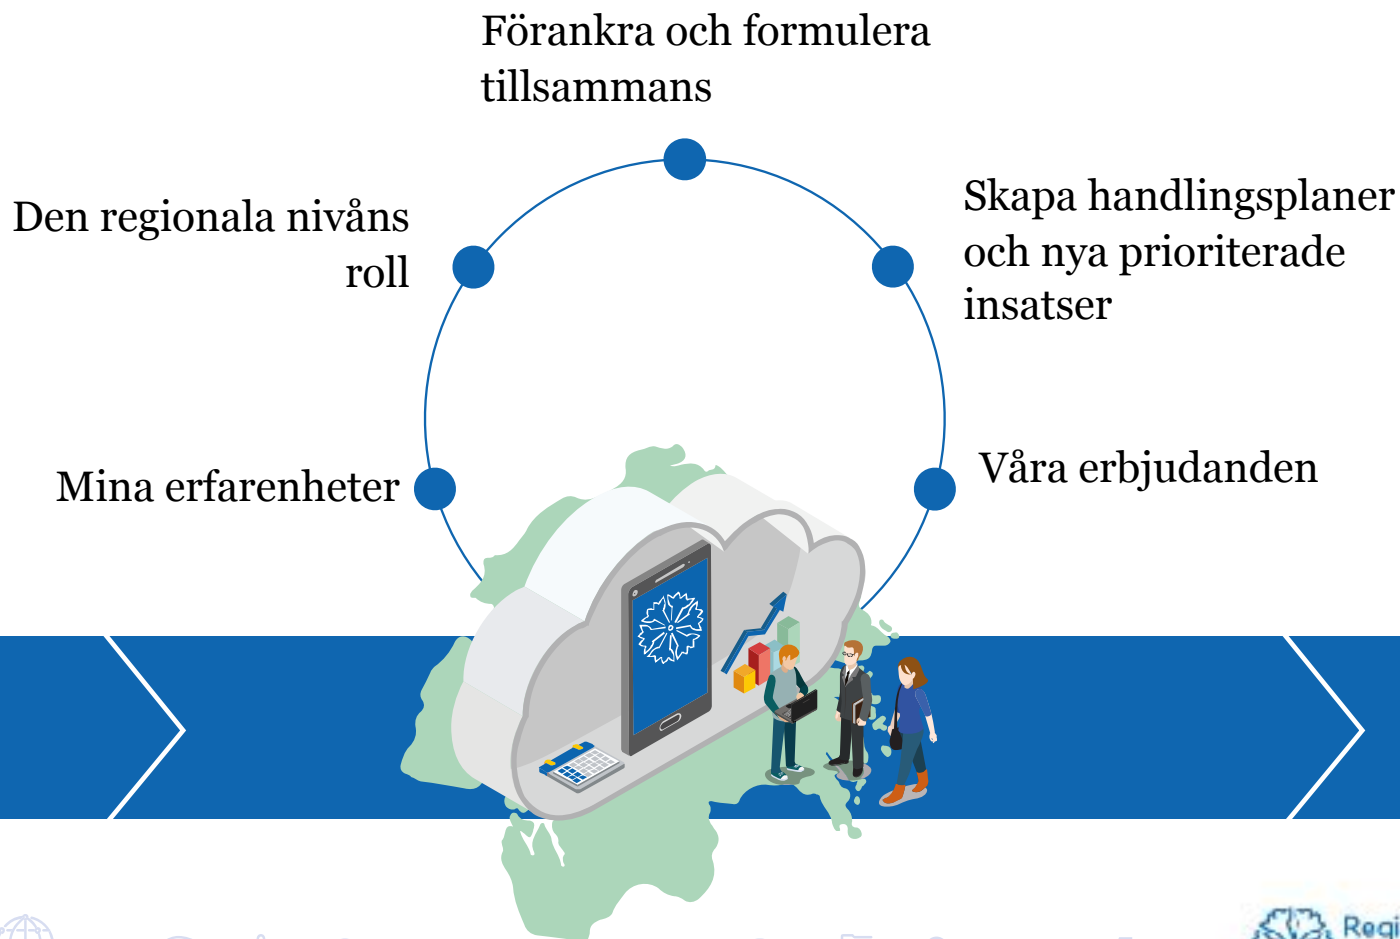 Förankra och formulera
tillsammans
Den regionala nivåns
roll
Skapa handlingsplaner
och nya prioriterade
insatser
Mina erfarenheter
Våra erbjudanden